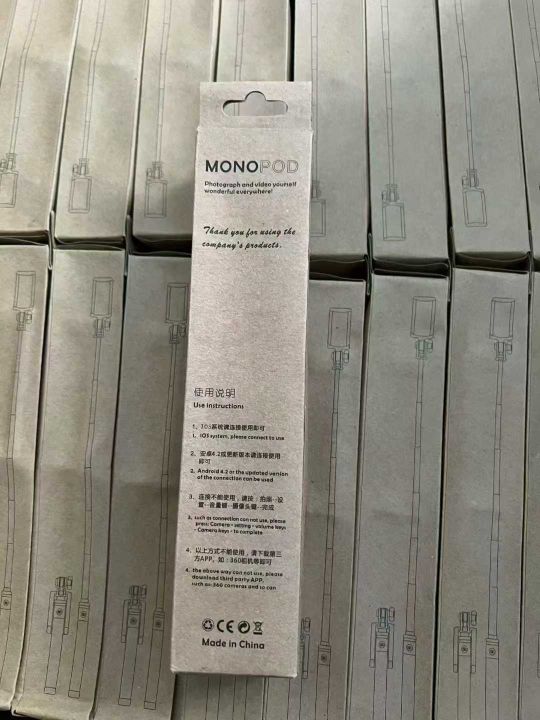 MONOPOD
Photograph and video yourself
wonderful everywhere!
Thank you for using the
company's products.
使用说明
Use instructions
1、IOS系统请连接使用即可
1、IOS system, please connect to use
2、安卓4.2或更新版本请连接使用
即可
2、Android 4.2 or the updated version
of the connection can be used
3、连接不能使用，请按：拍照--设
置--音量键--摄像头键--完成
3、such as connection can not use, please
press: Camera - setting - volume keys
- Camera keys - to complete
4、以上方式不能使用，请下载第三
方APP，如：360相机等即可
4、the above way can not use, please
download third party APP,
such as: 360 cameras and so can
CE
Made in China